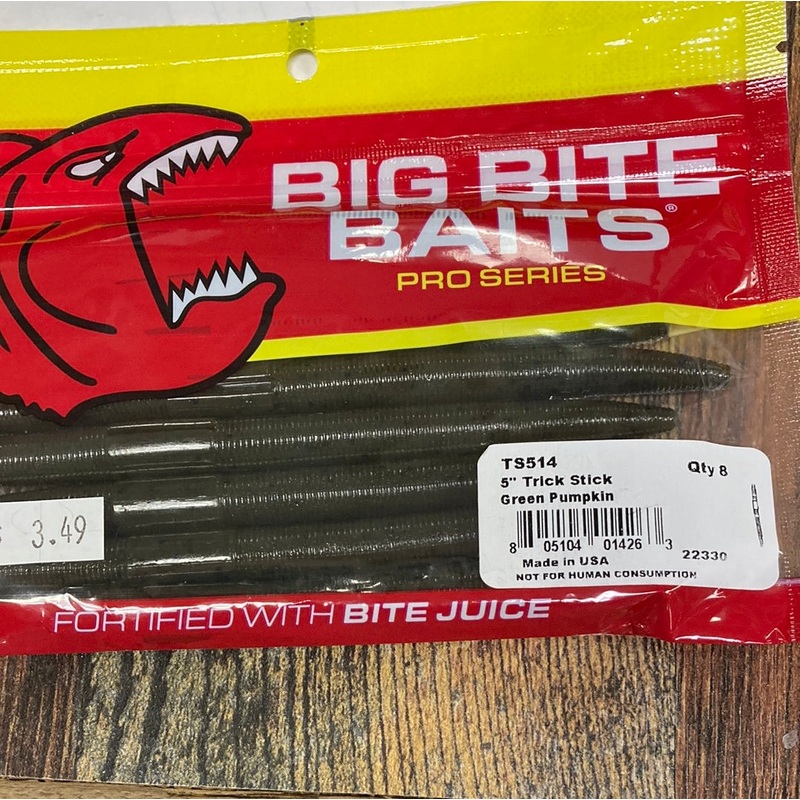 BIG BITE
BAITS®
PRO SERIES
TS514 Qty 8
5" Trick Stick
Green Pumpkin
8 05104 01426 3
Made in USA 22330
NOT FOR HUMAN CONSUMPTION
3.49
FORTIFIED WITH BITE JUICE